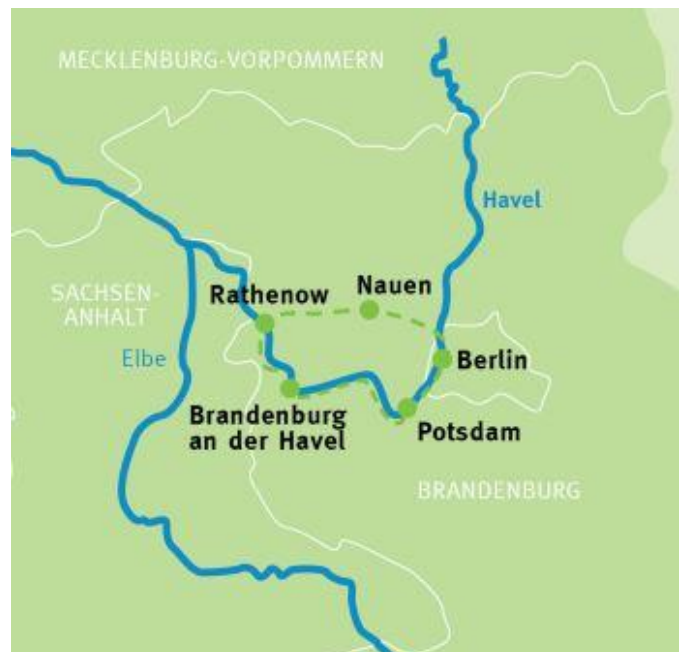 MECKLENBURG-VORPOMMERN
Havel
SACHSEN-
ANHALT
Rathenow
Nauen
Elbe
Berlin
Brandenburg
an der Havel
Potsdam
BRANDENBURG